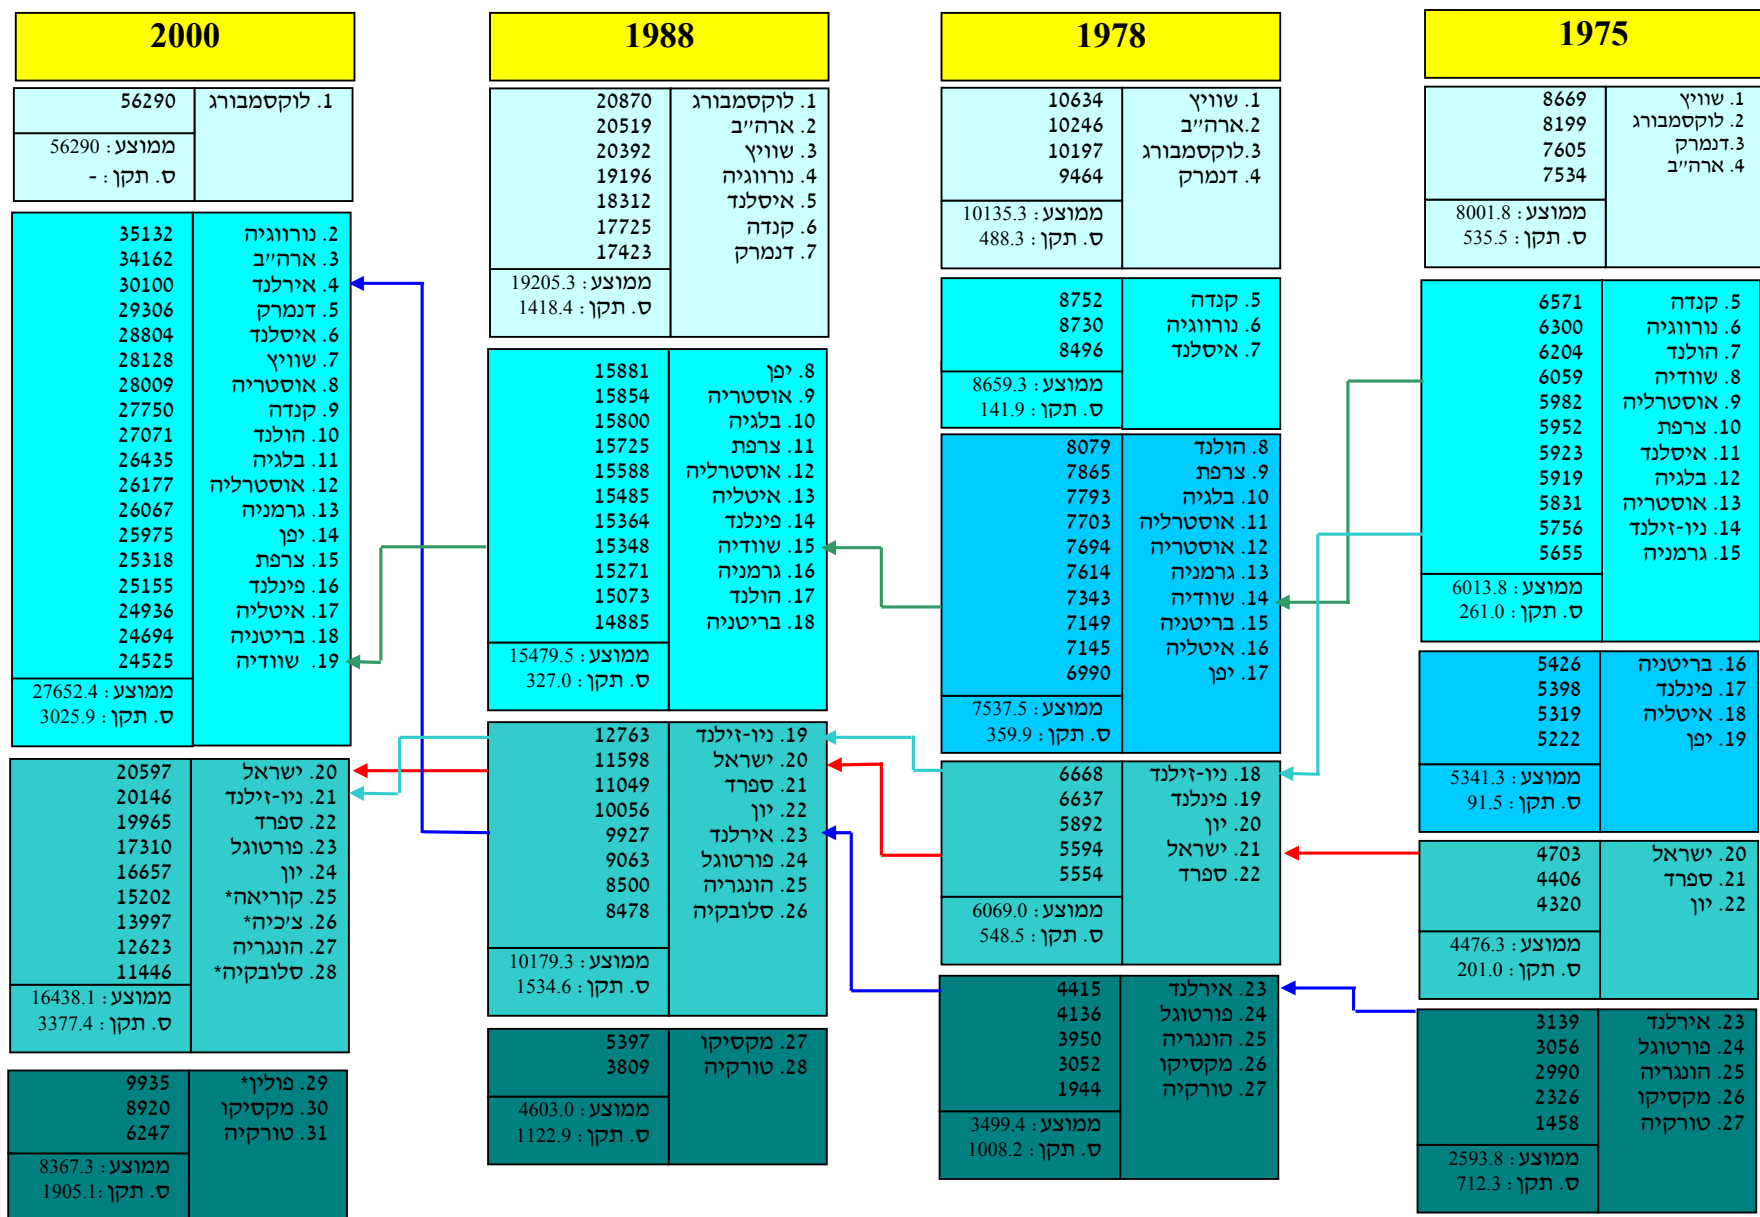 1975
1. שוויץ 8669
2. לוקסמבורג 8199
3.דנמרק 7605
4. ארה״ב 7534
ממוצע: 8001.8
ס. תקן: 535.5
5. קנדה 6571
6. נורווגיה 6300
7. הולנד 6204
8. שוודיה 6059
9. אוסטרליה 5982
10. צרפת 5952
11. איסלנד 5923
12. בלגיה 5919
13. אוסטריה 5831
14. ניו-זילנד 5756
15. גרמניה 5655
ממוצע: 6013.8
ס. תקן: 261.0
16. בריטניה 5426
17. פינלנד 5398
18. איטליה 5319
19. יפן 5222
ממוצע: 5341.3
ס. תקן: 91.5
20. ישראל 4703
21. ספרד 4406
22. יון 4320
ממוצע: 4476.3
ס. תקן: 201.0
23. אירלנד 3139
24. פורטוגל 3056
25. הונגריה 2990
26. מקסיקו 2326
27. טורקיה 1458
ממוצע: 2593.8
ס. תקן: 712.3
1978
1. שוויץ 10634
2.ארה״ב 10246
3.לוקסמבורג 10197
4. דנמרק 9464
ממוצע: 10135.3
ס. תקן: 488.3
5. קנדה 8752
6. נורווגיה 8730
7. איסלנד 8496
ממוצע: 8659.3
ס. תקן: 141.9
8. הולנד 8079
9. צרפת 7865
10. בלגיה 7793
11. אוסטרליה 7703
12. אוסטריה 7694
13. גרמניה 7614
14. שוודיה 7343
15. בריטניה 7149
16. איטליה 7145
17. יפן 6990
ממוצע: 7537.5
ס. תקן: 359.9
18. ניו-זילנד 6668
19. פינלנד 6637
20. יון 5892
21. ישראל 5594
22. ספרד 5554
ממוצע: 6069.0
ס. תקן: 548.5
23. אירלנד 4415
24. פורטוגל 4136
25. הונגריה 3950
26. מקסיקו 3052
27. טורקיה 1944
ממוצע: 3499.4
ס. תקן: 1008.2
1988
1. לוקסמבורג 20870
2. ארה״ב 20519
3. שוויץ 20392
4. נורווגיה 19196
5. איסלנד 18312
6. קנדה 17725
7. דנמרק 17423
ממוצע: 19205.3
ס. תקן: 1418.4
8. יפן 15881
9. אוסטריה 15854
10. בלגיה 15800
11. צרפת 15725
12. אוסטרליה 15588
13. איטליה 15485
14. פינלנד 15364
15. שוודיה 15348
16. גרמניה 15271
17. הולנד 15073
18. בריטניה 14885
ממוצע: 15479.5
ס. תקן: 327.0
19. ניו-זילנד 12763
20. ישראל 11598
21. ספרד 11049
22. יון 10056
23. אירלנד 9927
24. פורטוגל 9063
25. הונגריה 8500
26. סלובקיה 8478
ממוצע: 10179.3
ס. תקן: 1534.6
27. מקסיקו 5397
28. טורקיה 3809
ממוצע: 4603.0
ס. תקן: 1122.9
2000
1. לוקסמבורג 56290
ממוצע: 56290
ס. תקן: -
2. נורווגיה 35132
3. ארה״ב 34162
4. אירלנד 30100
5. דנמרק 29306
6. איסלנד 28804
7. שוויץ 28128
8. אוסטריה 28009
9. קנדה 27750
10. הולנד 27071
11. בלגיה 26435
12. אוסטרליה 26177
13. גרמניה 26067
14. יפן 25975
15. צרפת 25318
16. פינלנד 25155
17. איטליה 24936
18. בריטניה 24694
19. שוודיה 24525
ממוצע: 27652.4
ס. תקן: 3025.9
20. ישראל 20597
21. ניו-זילנד 20146
22. ספרד 19965
23. פורטוגל 17310
24. יון 16657
25. קוריאה* 15202
26. צ׳כיה* 13997
27. הונגריה 12623
28. סלובקיה* 11446
ממוצע: 16438.1
ס. תקן: 3377.4
29. פולין* 9935
30. מקסיקו 8920
31. טורקיה 6247
ממוצע: 8367.3
ס. תקן: 1905.1